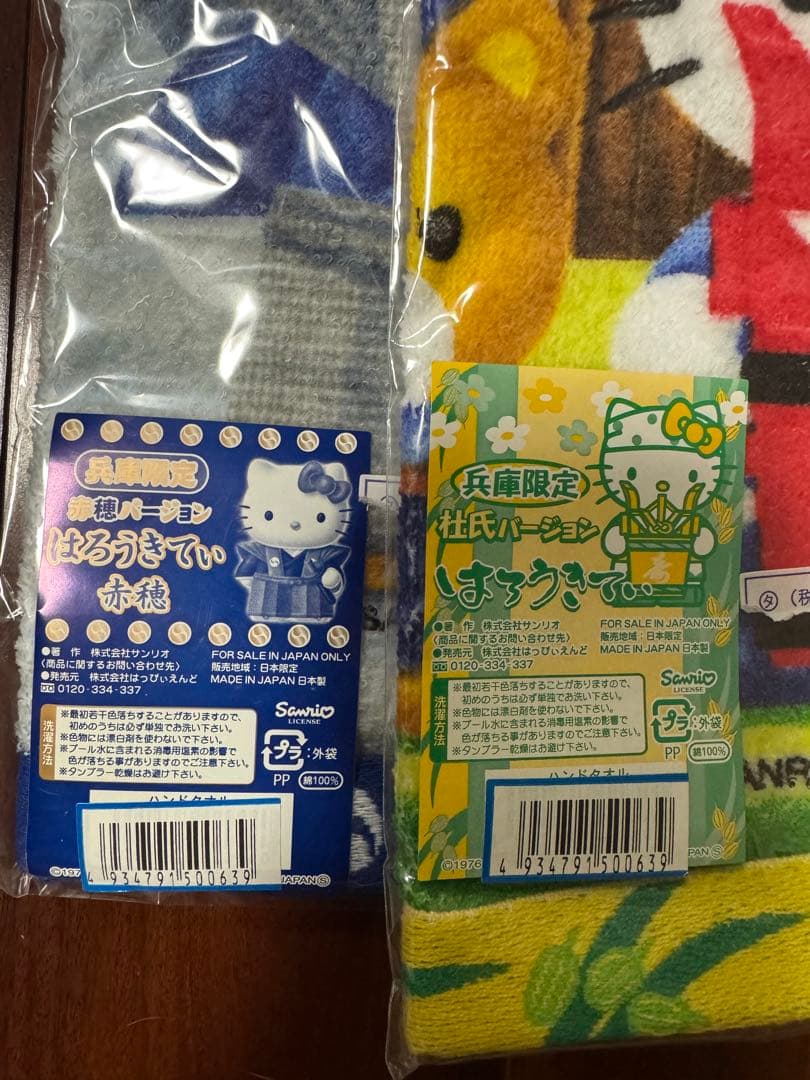 兵庫限定
赤穂バージョン
はろうきてぃ
赤穂
●著 作 株式会社サンリオ
〈商品に関するお問い合わせ先〉
●発売元 株式会社はっぴぃえんど
0120-334-337
FOR SALE IN JAPAN ONLY
販売地域:日本限定
MADE IN JAPAN 日本製
Sanrio
LICENSE
洗濯方法
※最初若干色落ちすることがありますので、
初めのうちは必ず単独でお洗い下さい。
※色物には漂白剤を使わないで下さい。
※プール水に含まれる消毒用塩素の影響で
色が落ちる事がありますのでご注意下さい。
※タンブラー乾燥はお避け下さい。
プラ:外袋
PP 綿100%
ハンドタオル
4 934791 500639
©1976
JAPAN Ⓢ
兵庫限定
杜氏バージョン
はろうきてぃ
寿
●著 作 株式会社サンリオ
〈商品に関するお問い合わせ先〉
●発売元 株式会社はっぴぃえんど
0120-334-337
FOR SALE IN JAPAN ONLY
販売地域:日本限定
MADE IN JAPAN 日本製
Sanrio
LICENSE
洗濯方法
※最初若干色落ちすることがありますので、
初めのうちは必ず単独でお洗い下さい。
※色物には漂白剤を使わないで下さい。
※プール水に含まれる消毒用塩素の影響で
色が落ちる事がありますのでご注意下さい。
※タンブラー乾燥はお避け下さい。
プラ:外袋
PP 綿100%
ハンドタオル
4 934791 500639
©1976
JAPAN Ⓢ
タ (税
ANR